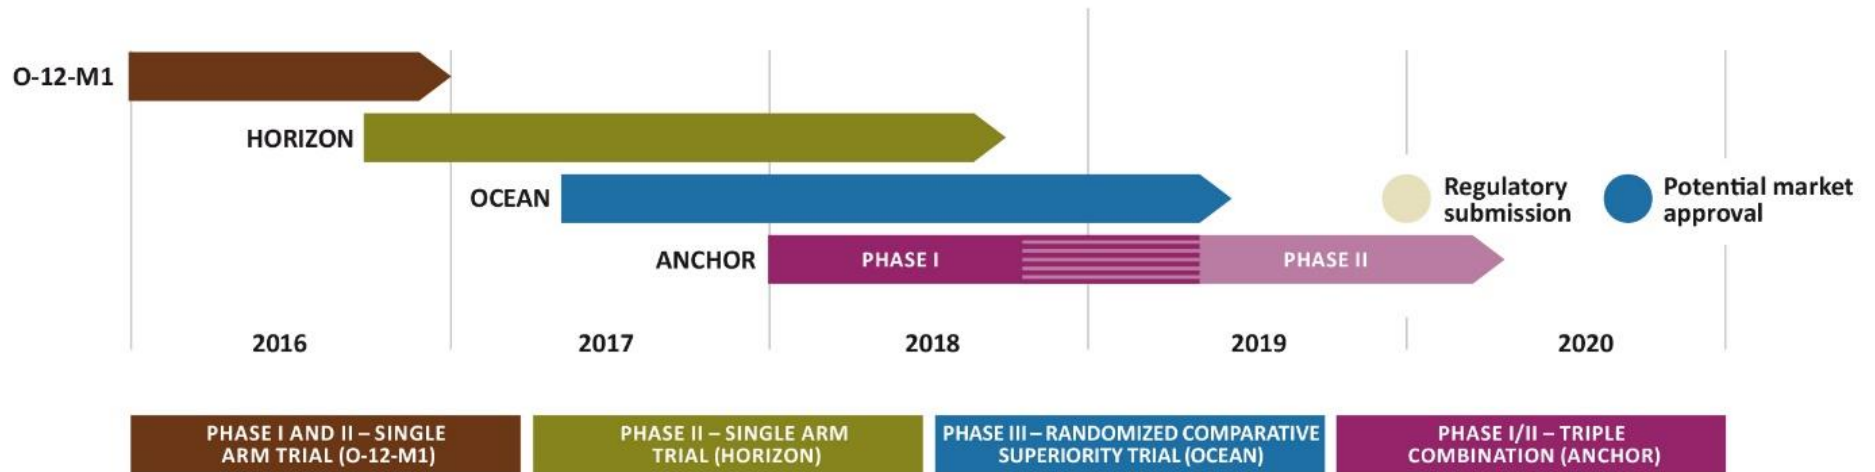 O-12-M1
HORIZON
OCEAN
Regulatory
submission
Potential market
approval
ANCHOR
PHASE I
PHASE II
2016
2017
2018
2019
2020
PHASE I AND II – SINGLE
ARM TRIAL (O-12-M1)
PHASE II – SINGLE ARM
TRIAL (HORIZON)
PHASE III – RANDOMIZED COMPARATIVE
SUPERIORITY TRIAL (OCEAN)
PHASE I/II – TRIPLE
COMBINATION (ANCHOR)